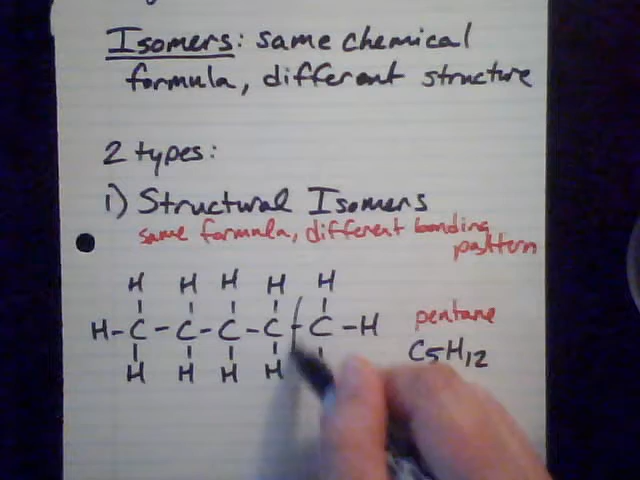 Isomers: same chemical
formula, different structure
2 types:
1) Structural Isomers
same formula, different bonding
pattern
H H H H H
H-C-C-C-C-C-H
H H H H
pentane
C5H12